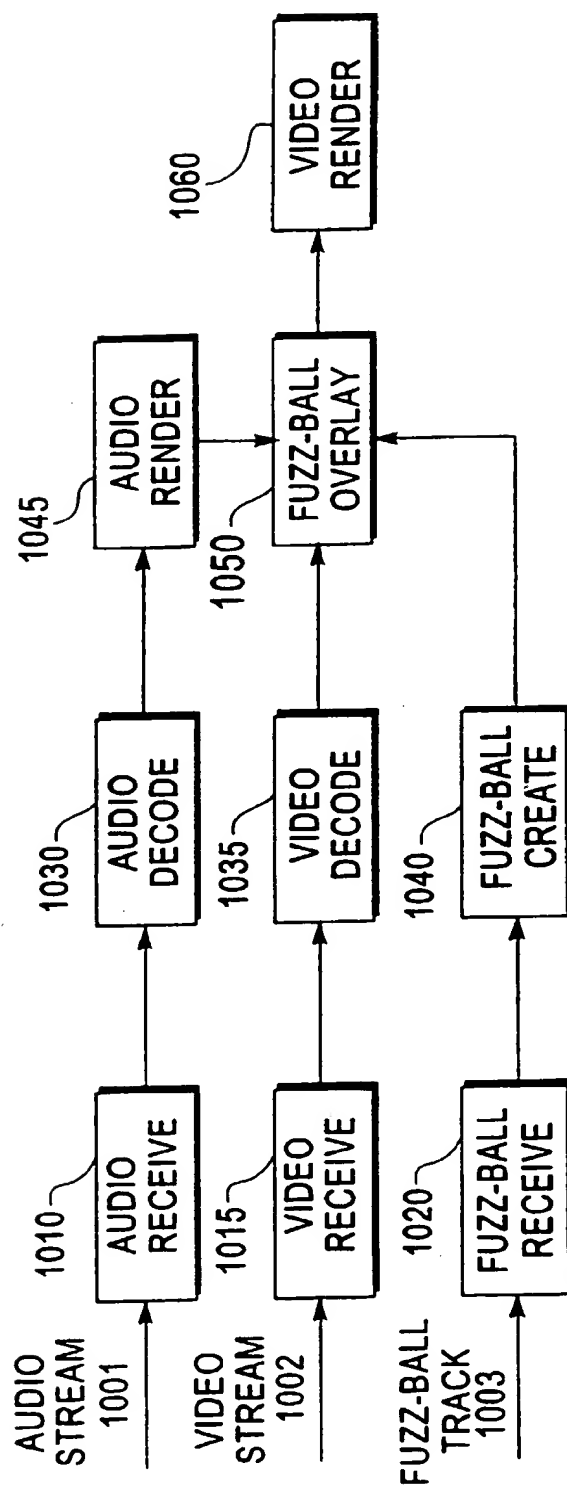 AUDIO
STREAM
1001
1010
AUDIO
RECEIVE
1030
AUDIO
DECODE
1045
AUDIO
RENDER
VIDEO
STREAM
1002
1015
VIDEO
RECEIVE
1035
VIDEO
DECODE
1050
FUZZ-BALL
OVERLAY
1060
VIDEO
RENDER
FUZZ-BALL
TRACK
1003
1020
FUZZ-BALL
RECEIVE
1040
FUZZ-BALL
CREATE